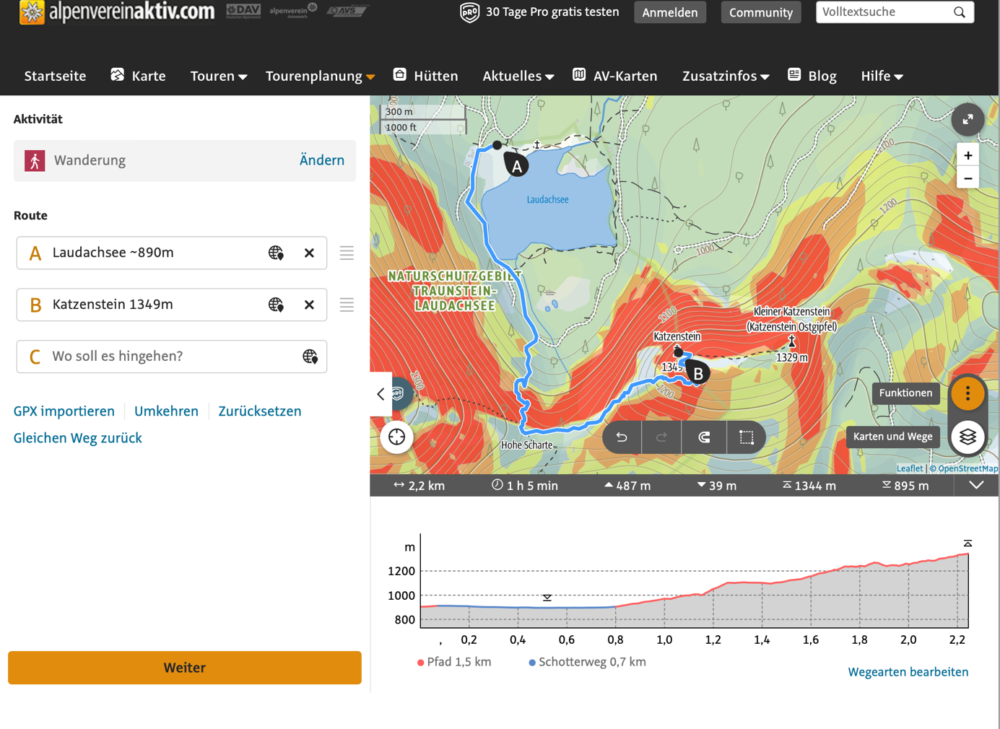 alpenvereinaktiv.com
DAV
alpenverein
österreich
AVS
PRO
30 Tage Pro gratis testen
Anmelden
Community
Volltextsuche
Startseite
Karte
Touren
Tourenplanung
Hütten
Aktuelles
AV-Karten
Zusatzinfos
Blog
Hilfe
Aktivität
Wanderung
Ändern
Route
A
Laudachsee ~890m
B
Katzenstein 1349m
C
Wo soll es hingehen?
GPX importieren
Umkehren
Zurücksetzen
Gleichen Weg zurück
Weiter
300 m
1000 ft
A
Laudachsee
+
−
1100
1200
1000
NATURSCHUTZGEBIET
TRAUNSTEIN-
LAUDACHSEE
1100
Kleiner Katzenstein
(Katzenstein Ostgipfel)
Katzenstein
1329 m
1349
B
1300
1200
PRO
Funktionen
Karten und Wege
Hohe Scharte
Leaflet | © OpenStreetMap
2,2 km
1 h 5 min
487 m
39 m
1344 m
895 m
m
1200
1000
800
, 0,2 0,4 0,6 0,8 1,0 1,2 1,4 1,6 1,8 2,0 2,2
Pfad 1,5 km
Schotterweg 0,7 km
Wegearten bearbeiten